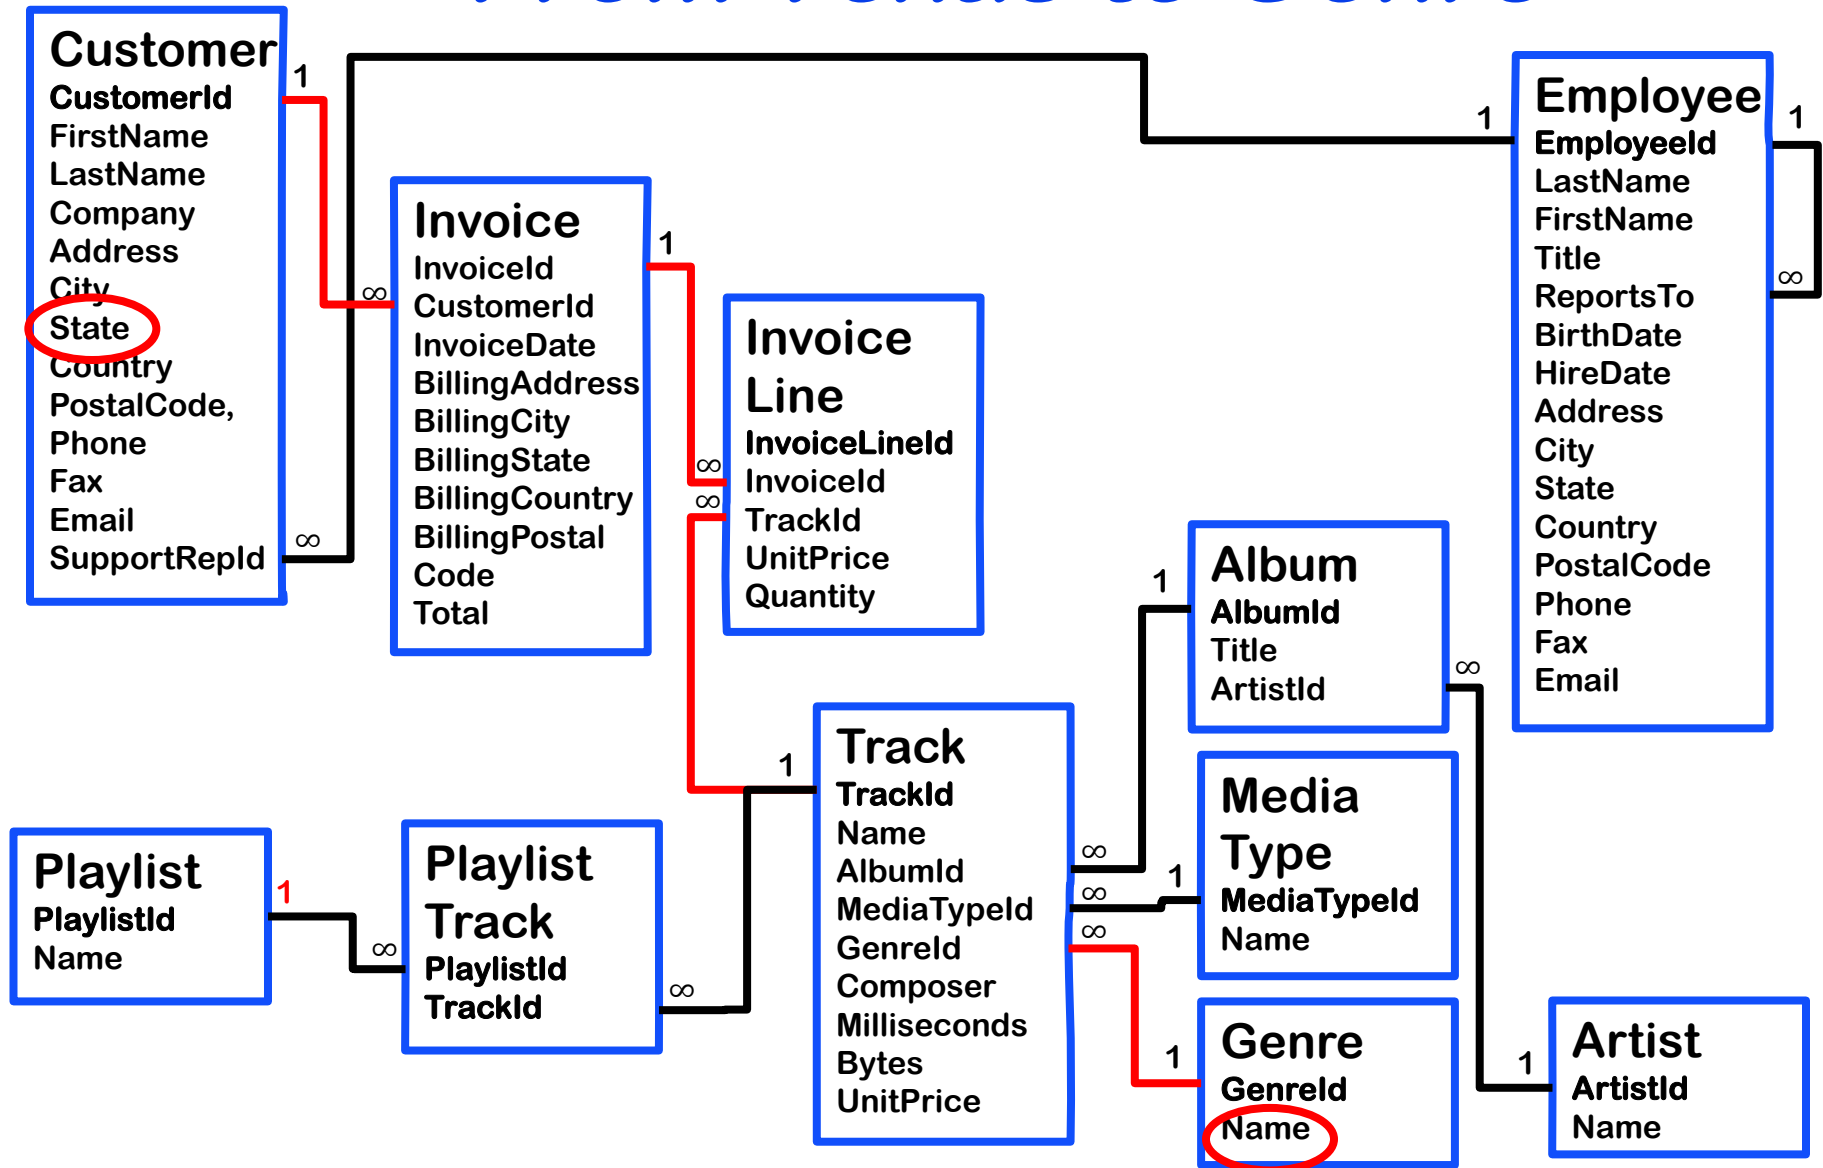 Customer
CustomerId
FirstName
LastName
Company
Address
City
State
Country
PostalCode,
Phone
Fax
Email
SupportRepId
1
∞
∞
Invoice
InvoiceId
CustomerId
InvoiceDate
BillingAddress
BillingCity
BillingState
BillingCountry
BillingPostal
Code
Total
1
∞
∞
Invoice
Line
InvoiceLineId
InvoiceId
TrackId
UnitPrice
Quantity
1
Employee
EmployeeId
LastName
FirstName
Title
ReportsTo
BirthDate
HireDate
Address
City
State
Country
PostalCode
Phone
Fax
Email
1
∞
1
Album
AlbumId
Title
ArtistId
∞
1
Track
TrackId
Name
AlbumId
MediaTypeId
GenreId
Composer
Milliseconds
Bytes
UnitPrice
∞
∞
∞
1
Media
Type
MediaTypeId
Name
Playlist
PlaylistId
Name
1
∞
Playlist
Track
PlaylistId
TrackId
∞
1
Genre
GenreId
Name
1
Artist
ArtistId
Name